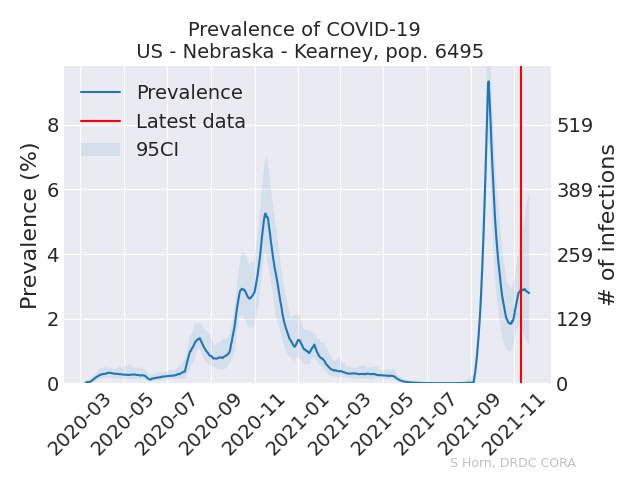 Prevalence of COVID-19
US - Nebraska - Kearney, pop. 6495
Prevalence
Latest data
95CI
Prevalence (%)
8
6
4
2
0
519
389
259
129
0
# of infections
2020-03
2020-05
2020-07
2020-09
2020-11
2021-01
2021-03
2021-05
2021-07
2021-09
2021-11
S Horn, DRDC CORA